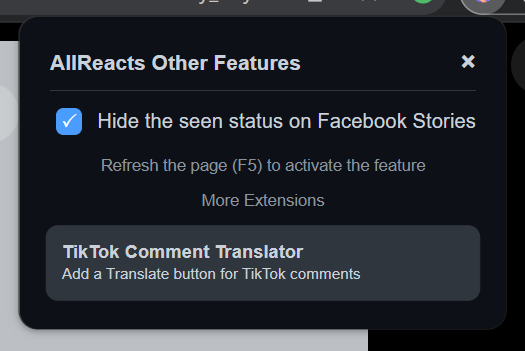 AllReacts Other Features
Hide the seen status on Facebook Stories
Refresh the page (F5) to activate the feature
More Extensions
TikTok Comment Translator
Add a Translate button for TikTok comments